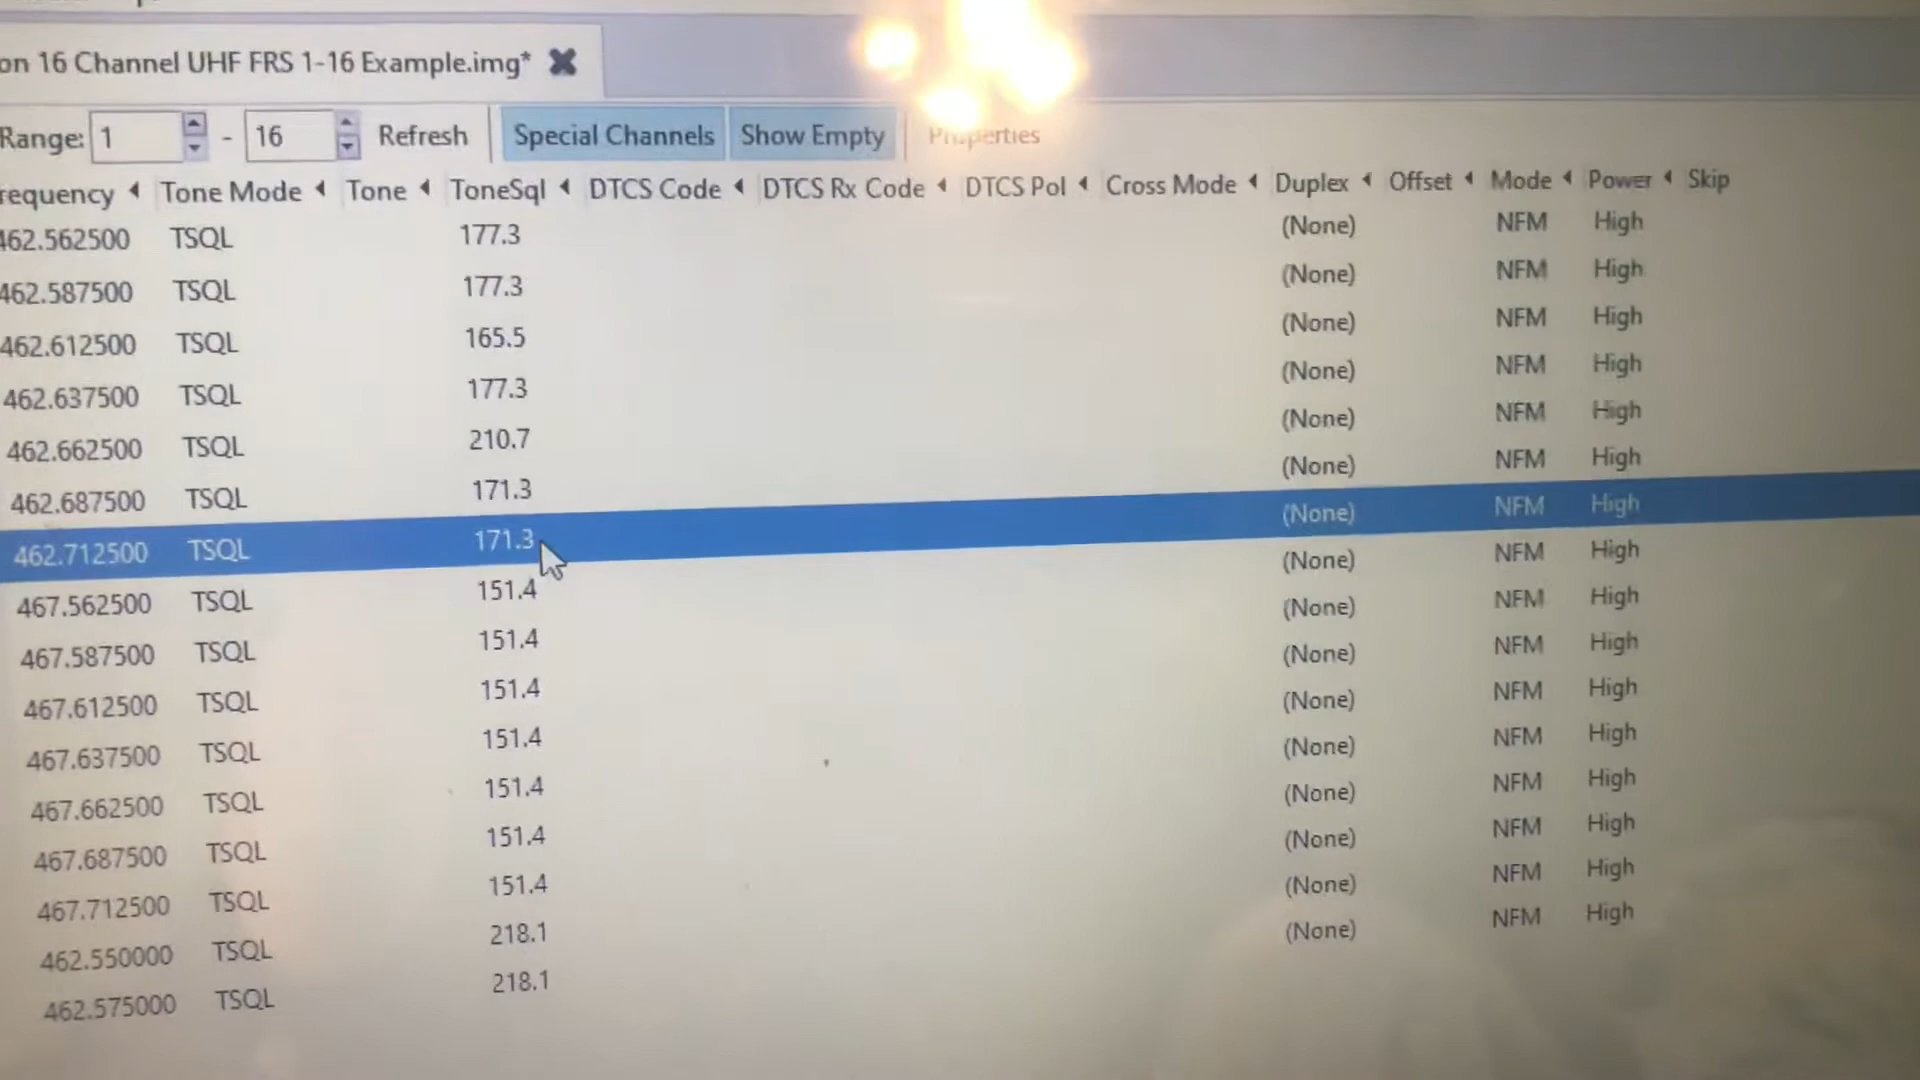 on 16 Channel UHF FRS 1-16 Example.img*
Range: 1 - 16 Refresh Special Channels Show Empty Properties
requency Tone Mode Tone ToneSql DTCS Code DTCS Rx Code DTCS Pol Cross Mode Duplex Offset Mode Power Skip
462.562500 TSQL 177.3 (None) NFM High
462.587500 TSQL 177.3 (None) NFM High
462.612500 TSQL 165.5 (None) NFM High
462.637500 TSQL 177.3 (None) NFM High
462.662500 TSQL 210.7 (None) NFM High
462.687500 TSQL 171.3 (None) NFM High
462.712500 TSQL 171.3 (None) NFM High
467.562500 TSQL 151.4 (None) NFM High
467.587500 TSQL 151.4 (None) NFM High
467.612500 TSQL 151.4 (None) NFM High
467.637500 TSQL 151.4 (None) NFM High
467.662500 TSQL 151.4 (None) NFM High
467.687500 TSQL 151.4 (None) NFM High
467.712500 TSQL 151.4 (None) NFM High
462.550000 TSQL 218.1 (None) NFM High
462.575000 TSQL 218.1 (None) NFM High